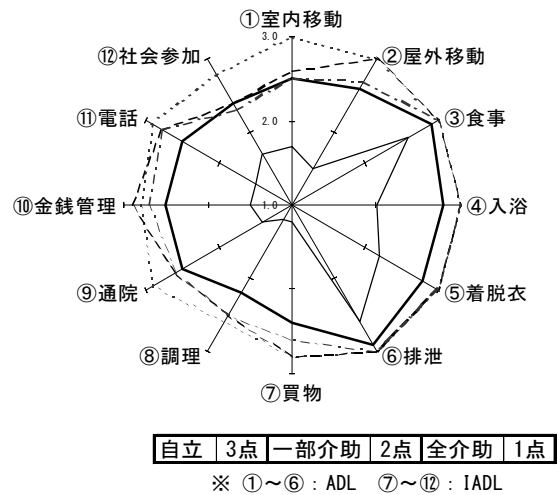 ①室内移動
②屋外移動
③食事
④入浴
⑤着脱衣
⑥排泄
⑦買物
⑧調理
⑨通院
⑩金銭管理
⑪電話
⑫社会参加
3.0
2.0
1.0
自立 3点 一部介助 2点 全介助 1点
※ ①～⑥：ADL ⑦～⑫：IADL